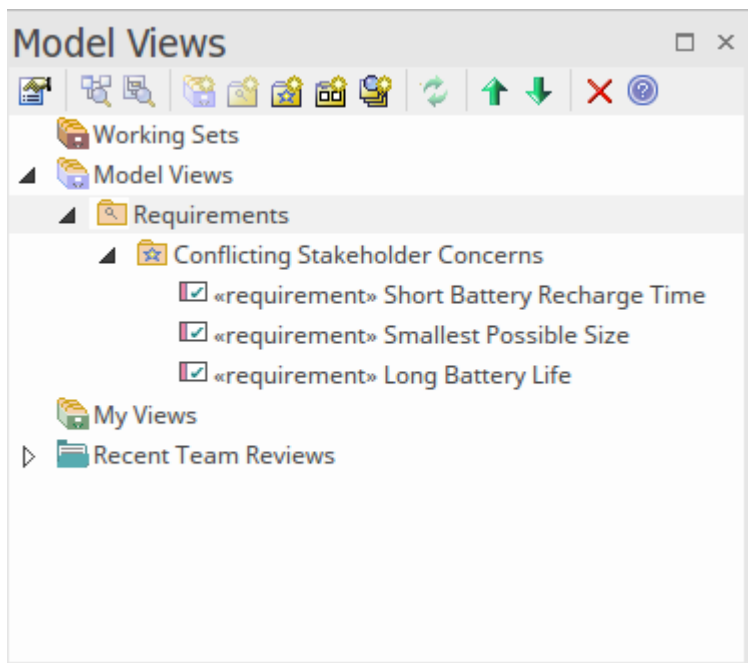 Model Views
Working Sets
Model Views
Requirements
Conflicting Stakeholder Concerns
«requirement» Short Battery Recharge Time
«requirement» Smallest Possible Size
«requirement» Long Battery Life
My Views
Recent Team Reviews